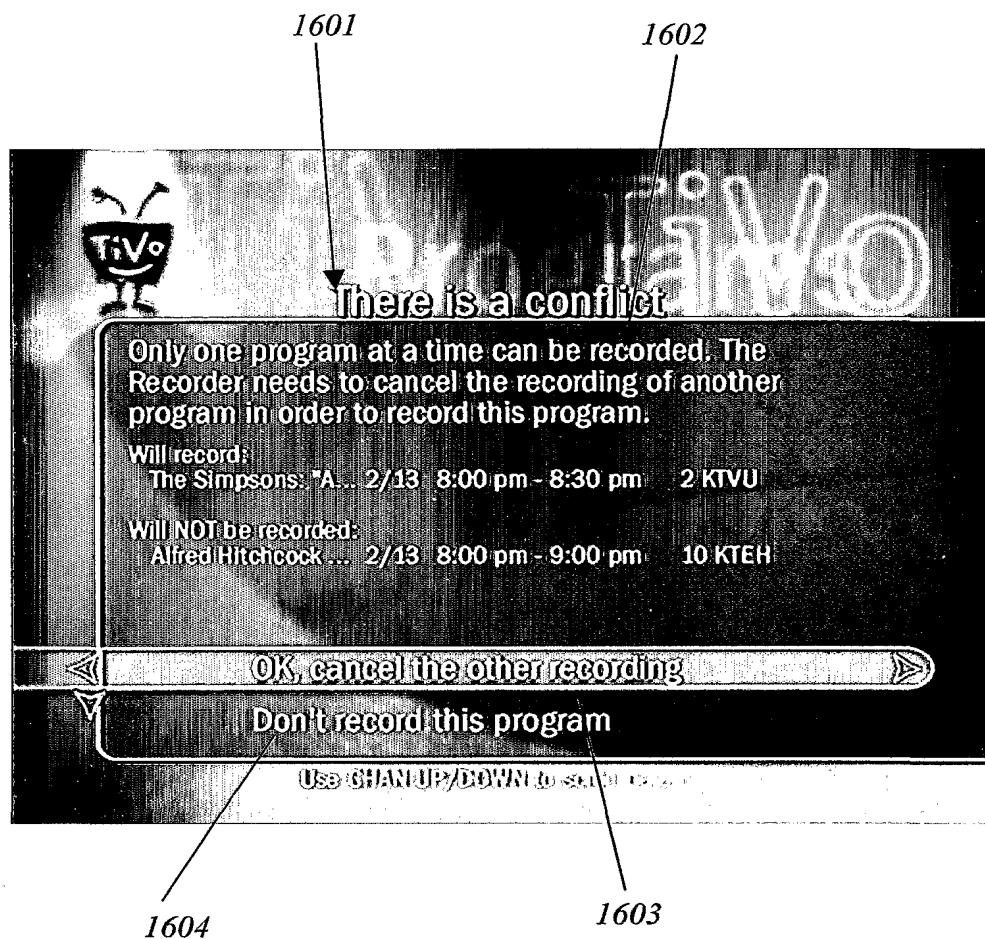 1601
1602
TiVo
TiVo
There is a conflict
Only one program at a time can be recorded. The
Recorder needs to cancel the recording of another
program in order to record this program.
Will record:
The Simpsons: "A... 2/13 8:00 pm - 8:30 pm 2 KTVU
Will NOT be recorded:
Alfred Hitchcock ... 2/13 8:00 pm - 9:00 pm 10 KTEH
OK, cancel the other recording
Don't record this program
Use CHAN UP/DOWN to
1604
1603